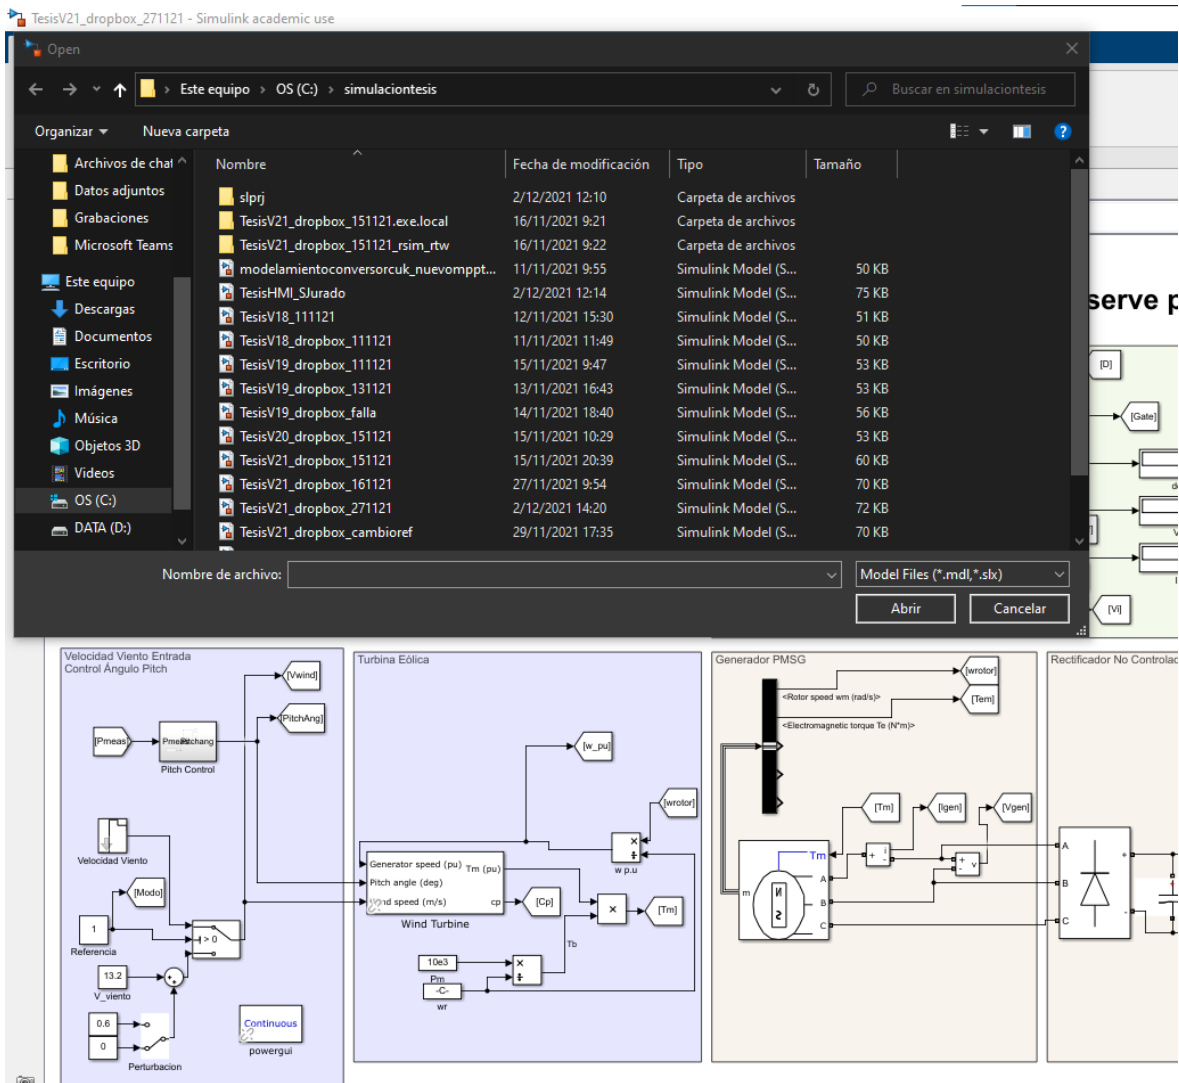 TesisV21_dropbox_271121 - Simulink academic use
Open
Este equipo > OS (C:) > simulaciontesis
Buscar en simulaciontesis
Organizar
Nueva carpeta
Archivos de chat
Datos adjuntos
Grabaciones
Microsoft Teams
Este equipo
Descargas
Documentos
Escritorio
Imágenes
Música
Objetos 3D
Videos
OS (C:)
DATA (D:)
Nombre Fecha de modificación Tipo Tamaño
slprj 2/12/2021 12:10 Carpeta de archivos
TesisV21_dropbox_151121.exe.local 16/11/2021 9:21 Carpeta de archivos
TesisV21_dropbox_151121_rsim_rtw 16/11/2021 9:22 Carpeta de archivos
modelamientoconversorcuk_nuevomppt... 11/11/2021 9:55 Simulink Model (S... 50 KB
TesisHMI_SJurado 2/12/2021 12:14 Simulink Model (S... 75 KB
TesisV18_111121 12/11/2021 15:30 Simulink Model (S... 51 KB
TesisV18_dropbox_111121 11/11/2021 11:49 Simulink Model (S... 50 KB
TesisV19_dropbox_111121 15/11/2021 9:47 Simulink Model (S... 53 KB
TesisV19_dropbox_131121 13/11/2021 16:43 Simulink Model (S... 53 KB
TesisV19_dropbox_falla 14/11/2021 18:40 Simulink Model (S... 56 KB
TesisV20_dropbox_151121 15/11/2021 10:29 Simulink Model (S... 53 KB
TesisV21_dropbox_151121 15/11/2021 20:39 Simulink Model (S... 60 KB
TesisV21_dropbox_161121 27/11/2021 9:54 Simulink Model (S... 70 KB
TesisV21_dropbox_271121 2/12/2021 14:20 Simulink Model (S... 72 KB
TesisV21_dropbox_cambioref 29/11/2021 17:35 Simulink Model (S... 70 KB
Nombre de archivo:
Model Files (*.mdl,*.slx)
Abrir
Cancelar
serve p
[D]
[Gate]
[Vi]
Velocidad Viento Entrada
Control Ángulo Pitch
[Vwind]
[PitchAng]
[Pmeas]
Pmeas
Pitchang
Pitch Control
Velocidad Viento
[Modo]
1
Referencia
> 0
13.2
V_viento
0.6
0
Perturbacion
Continuous
powergui
Turbina Eólica
[w_pu]
[wrotor]
w p.u
Generator speed (pu)
Tm (pu)
Pitch angle (deg)
Wind speed (m/s)
cp
Wind Turbine
[Cp]
[Tm]
Tb
10e3
Pm
-C-
wr
Generador PMSG
[wrotor]
<Rotor speed wm (rad/s)>
[Tem]
<Electromagnetic torque Te (N*m)>
[Tm]
[Igen]
[Vgen]
Tm
m
N
S
A
B
C
+ i -
+ v -
Rectificador No Controlad
A
B
C
+
-